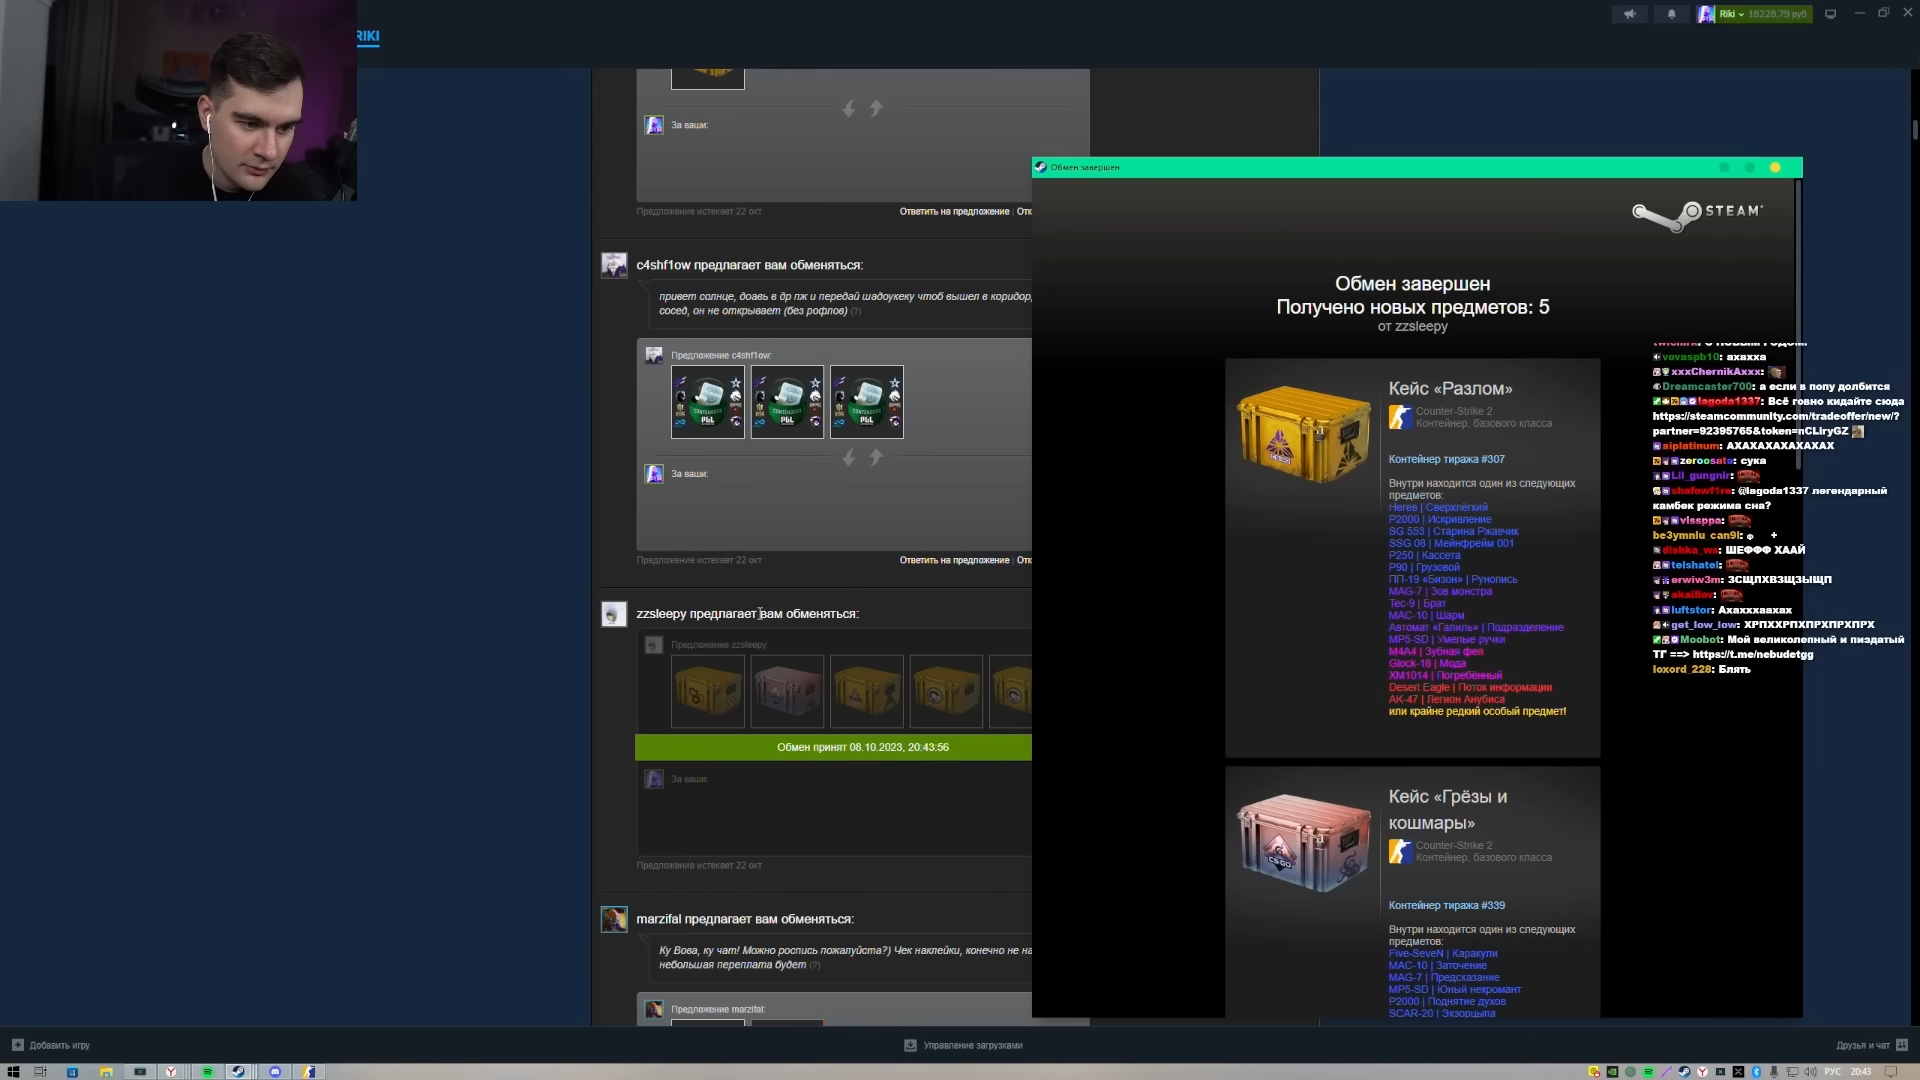 RIKI
Riki
18228,79 руб
За ваши:
Предложение истекает 22 окт
Ответить на предложение |
c4shf1ow предлагает вам обменяться:
привет солнце, доавь в др пж и передай шадоукеку чтоб вышел в коридор,
сосед, он не открывает (без рофлов) (?)
Предложение c4shf1ow:
За ваши:
Предложение истекает 22 окт
Ответить на предложение |
zzsleepy предлагает вам обменяться:
Предложение zzsleepy:
Обмен принят 08.10.2023, 20:43:56
За ваши:
Предложение истекает 22 окт
marzifal предлагает вам обменяться:
Ку Вова, ку чат! Можно роспись пожалуйста?) Чек наклейки, конечно не на
небольшая переплата будет (?)
Предложение marzifal:
Обмен завершен
STEAM
Обмен завершен
Получено новых предметов: 5
от zzsleepy
Кейс «Разлом»
Counter-Strike 2
Контейнер, базового класса
Контейнер тиража #307
Внутри находится один из следующих
предметов:
Негев | Сверхлёгкий
P2000 | Искривление
SG 553 | Старина Ржавчик
SSG 08 | Мейнфрейм 001
P250 | Кассета
P90 | Грузовой
ПП-19 «Бизон» | Рунопись
MAG-7 | Зов монстра
Tec-9 | Брат
MAC-10 | Шарм
Автомат «Галиль» | Подразделение
MP5-SD | Умелые ручки
M4A4 | Зубная фея
Glock-18 | Мода
XM1014 | Погребённый
Desert Eagle | Поток информации
AK-47 | Легион Анубиса
или крайне редкий особый предмет!
Кейс «Грёзы и
кошмары»
Counter-Strike 2
Контейнер, базового класса
Контейнер тиража #339
Внутри находится один из следующих
предметов:
Five-SeveN | Каракули
MAC-10 | Заточение
MAG-7 | Предсказание
MP5-SD | Юный некромант
P2000 | Поднятие духов
SCAR-20 | Экзорцыпа
vovaspb10: ахахха
xxxChernikAxxx:
Dreamcaster700: а если в попу долбится
lagoda1337: Всё говно кидайте сюда
https://steamcommunity.com/tradeoffer/new/?
partner=92395765&token=nCLiryGZ
aiplatinum: АХАХАХАХАХАХАХ
zeroosato: сука
Lil_gungnir:
shafowf1re: @lagoda1337 легендарный
камбек режима сна?
vissppa:
be3ymniu_can9l: ф +
dishka_ws: ШЕФФФ ХААЙ
teishatei:
erwiw3m: ЗСЩЛХВЗЩЗЫЩП
akaillov:
luftstor: Ахахххаахах
got_low_low: ХРПХХРПХПРХПРХПРХ
Moobot: Мой великолепный и пиздатый
ТГ ==> https://t.me/nebudetgg
loxord_228: Блять
Добавить игру
Управление загрузками
Друзья и чат
РУС
20:43